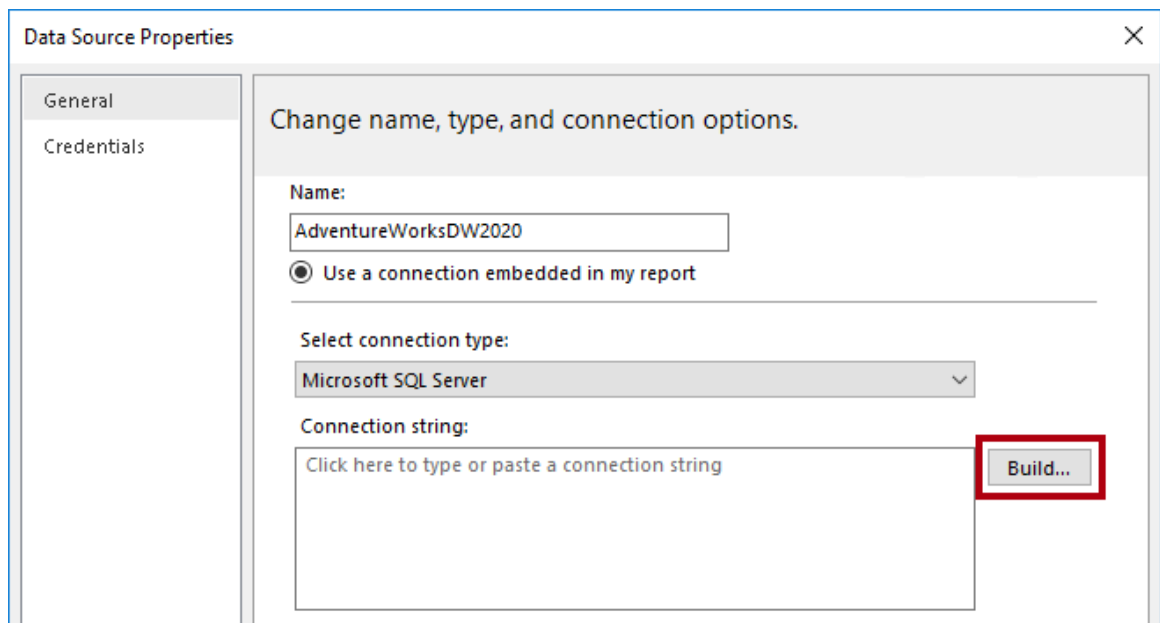 Data Source Properties
General
Credentials
Change name, type, and connection options.
Name:
AdventureWorksDW2020
Use a connection embedded in my report
Select connection type:
Microsoft SQL Server
Connection string:
Click here to type or paste a connection string
Build...